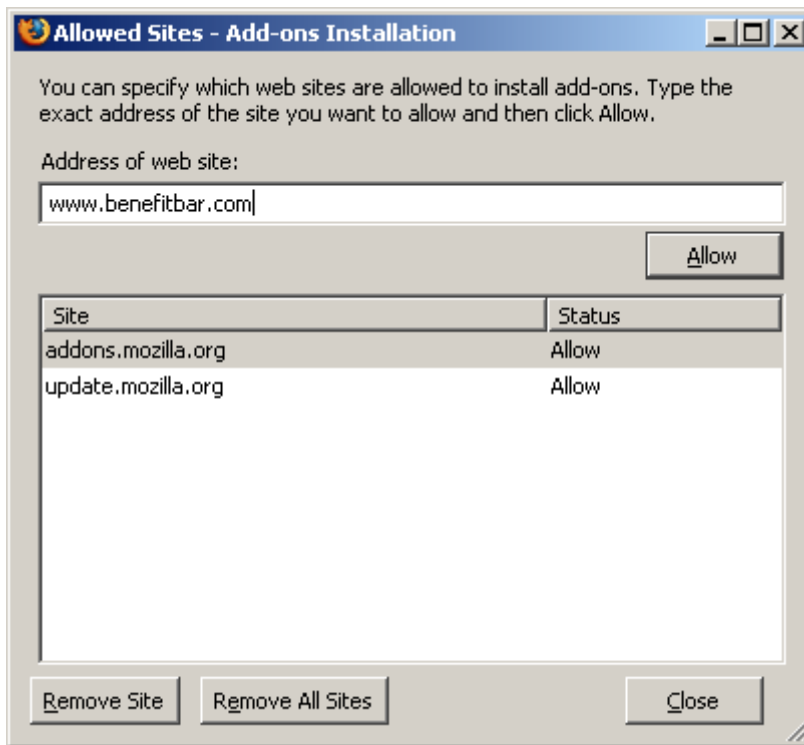 Allowed Sites - Add-ons Installation
You can specify which web sites are allowed to install add-ons. Type the
exact address of the site you want to allow and then click Allow.
Address of web site:
www.benefitbar.com
Allow
Site Status
addons.mozilla.org Allow
update.mozilla.org Allow
Remove Site Remove All Sites Close